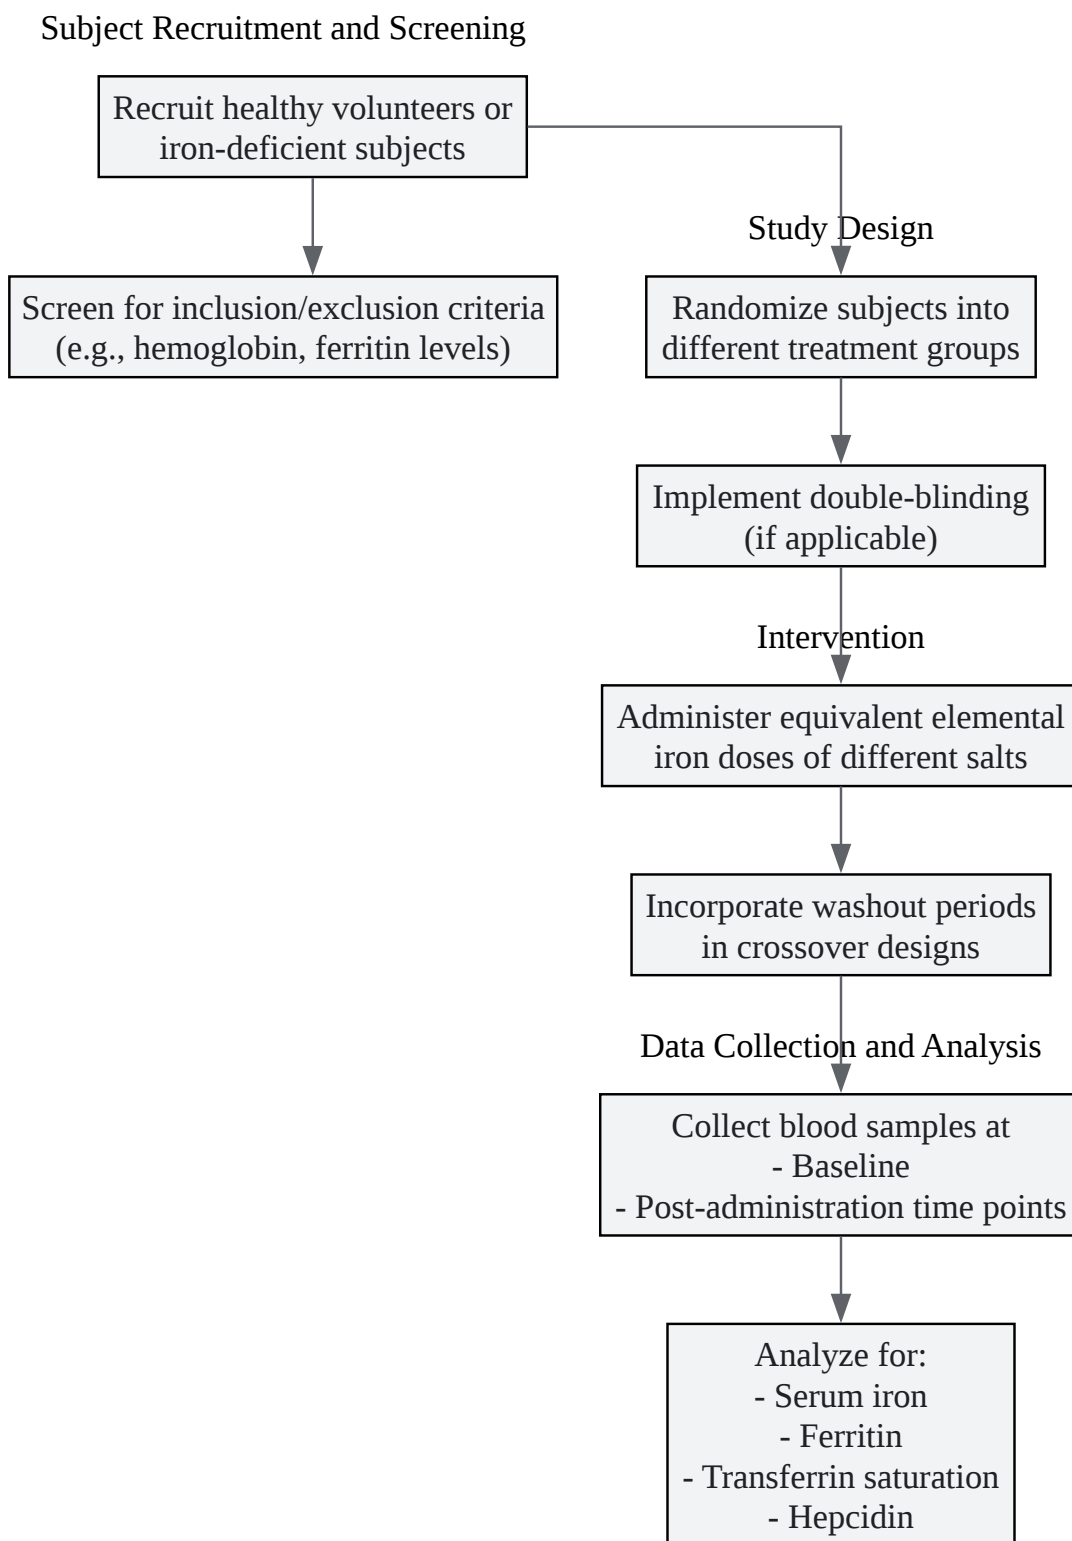 Subject Recruitment and Screening
Recruit healthy volunteers or
iron-deficient subjects
Screen for inclusion/exclusion criteria
(e.g., hemoglobin, ferritin levels)
Study Design
Randomize subjects into
different treatment groups
Implement double-blinding
(if applicable)
Intervention
Administer equivalent elemental
iron doses of different salts
Incorporate washout periods
in crossover designs
Data Collection and Analysis
Collect blood samples at
- Baseline
- Post-administration time points
Analyze for:
- Serum iron
- Ferritin
- Transferrin saturation
- Hepcidin